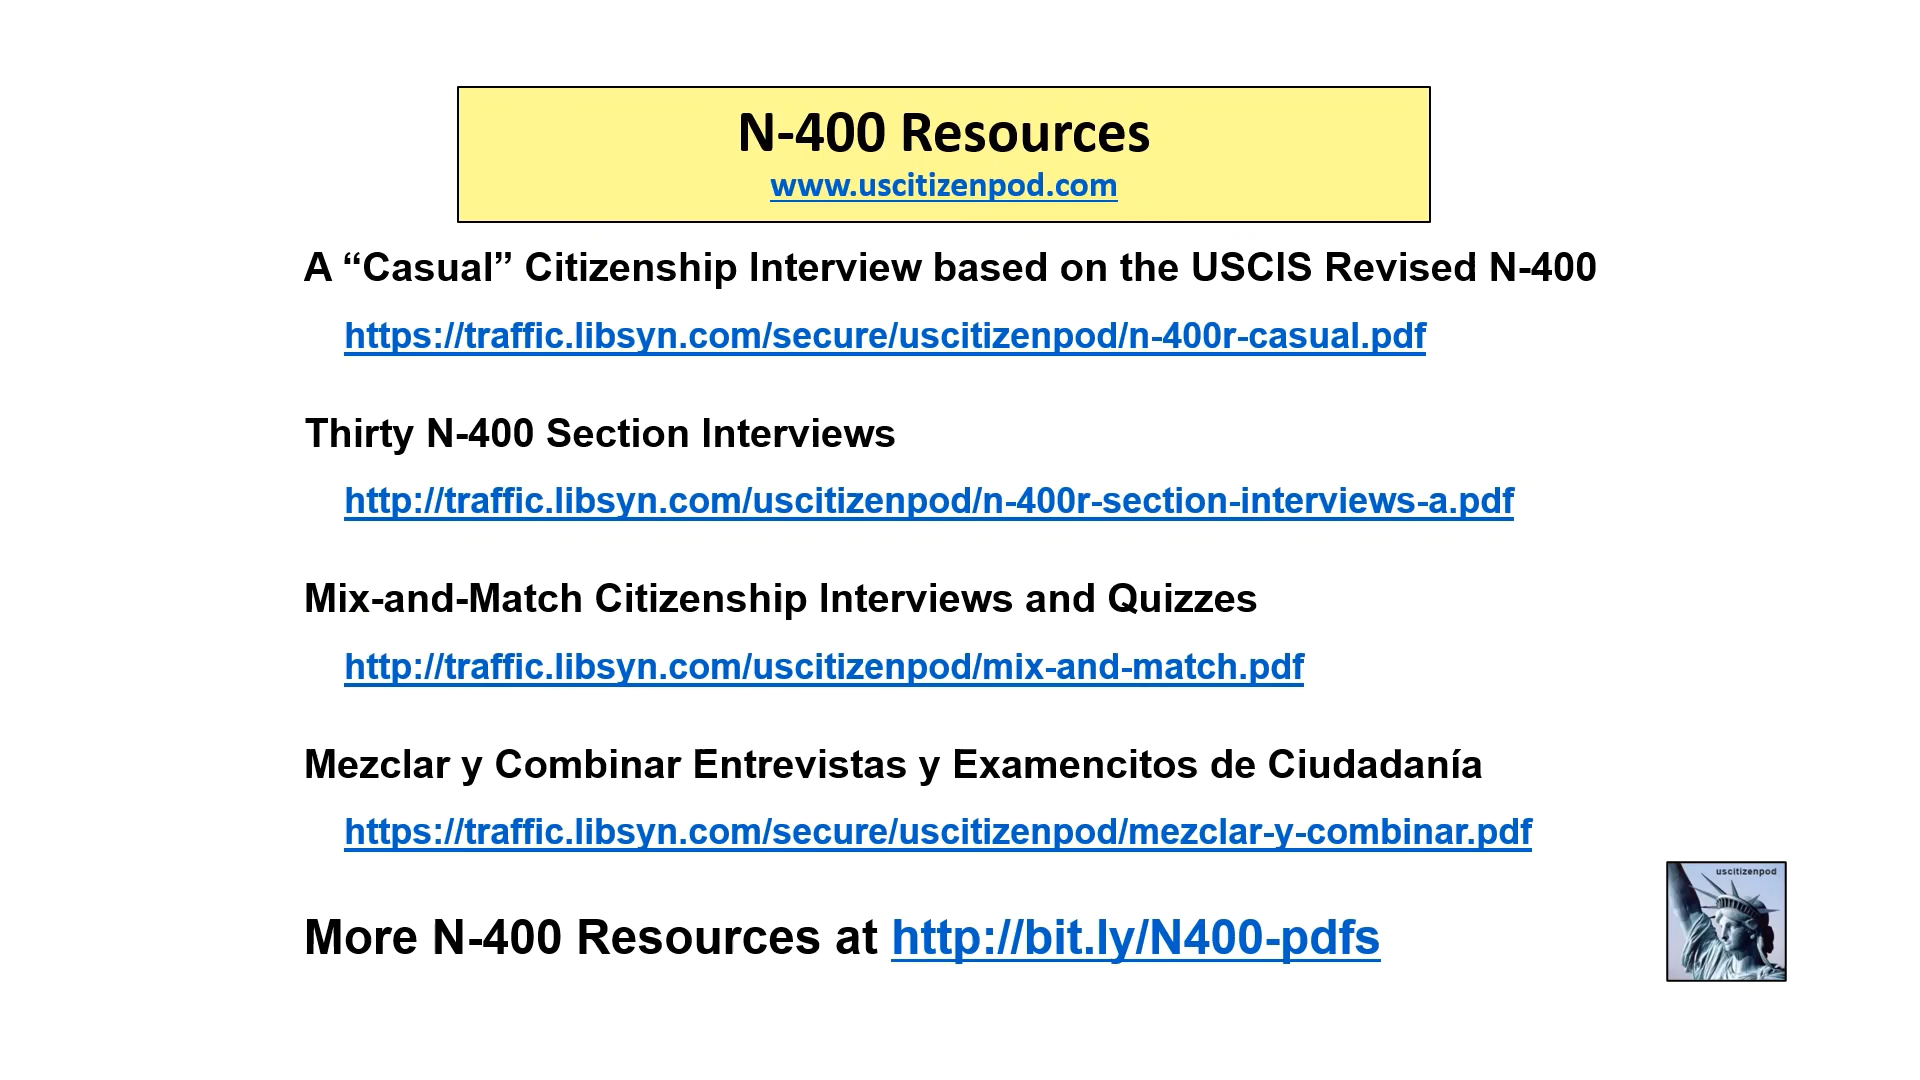 N-400 Resources
www.uscitizenpod.com
A “Casual” Citizenship Interview based on the USCIS Revised N-400
https://traffic.libsyn.com/secure/uscitizenpod/n-400r-casual.pdf
Thirty N-400 Section Interviews
http://traffic.libsyn.com/uscitizenpod/n-400r-section-interviews-a.pdf
Mix-and-Match Citizenship Interviews and Quizzes
http://traffic.libsyn.com/uscitizenpod/mix-and-match.pdf
Mezclar y Combinar Entrevistas y Examencitos de Ciudadanía
https://traffic.libsyn.com/secure/uscitizenpod/mezclar-y-combinar.pdf
uscitizenpod
More N-400 Resources at http://bit.ly/N400-pdfs